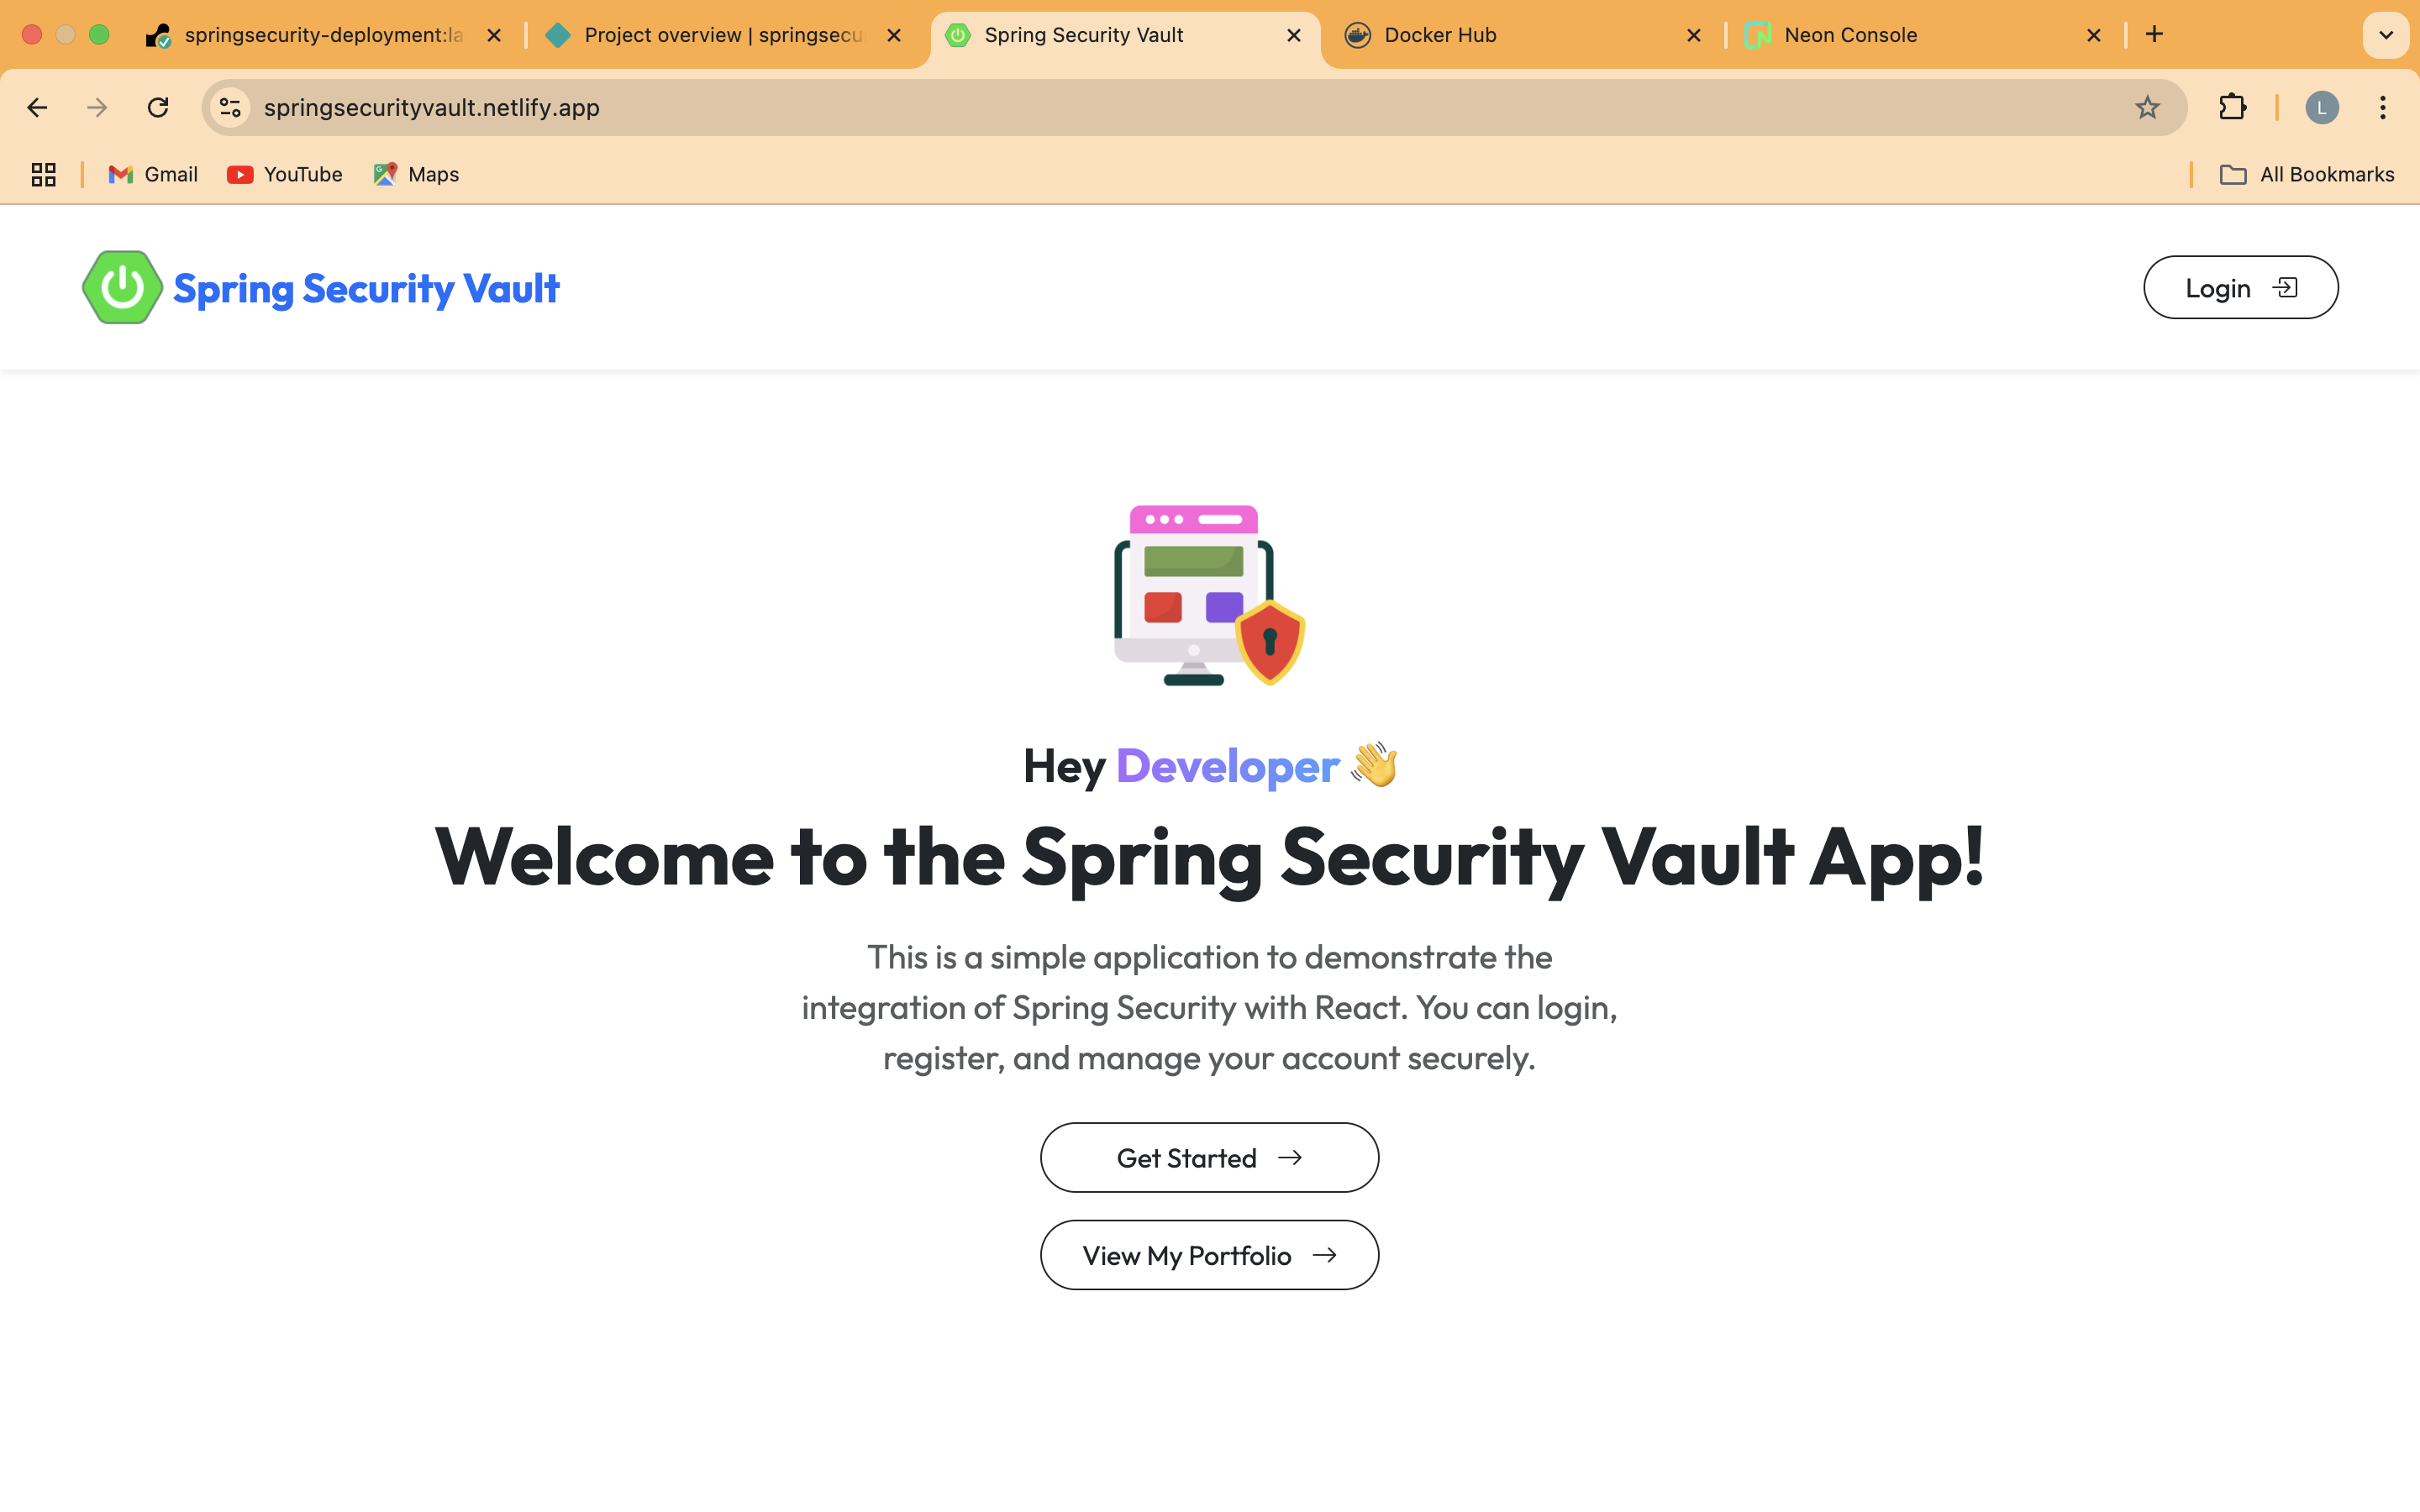 springsecurity-deployment:la
Project overview | springsecu
Spring Security Vault
Docker Hub
Neon Console
springsecurityvault.netlify.app
L
Gmail
YouTube
Maps
All Bookmarks
Spring Security Vault
Login
Hey Developer 👋
Welcome to the Spring Security Vault App!
This is a simple application to demonstrate the
integration of Spring Security with React. You can login,
register, and manage your account securely.
Get Started →
View My Portfolio →